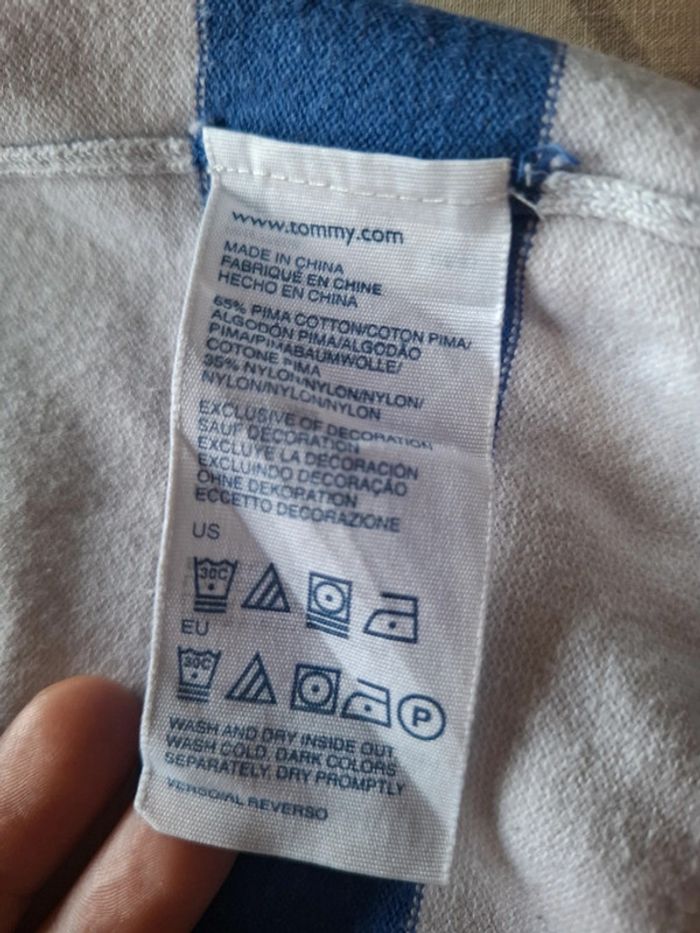 www.tommy.com
MADE IN CHINA
FABRIQUÉ EN CHINE
HECHO EN CHINA
65% PIMA COTTON/COTON PIMA/
ALGODÓN PIMA/ALGODÃO
PIMA/PIMABAUMWOLLE/
COTONE PIMA
35% NYLON/NYLON/NYLON/
NYLON/NYLON/NYLON
EXCLUSIVE OF DECORATION
SAUF DECORATION
EXCLUYE LA DECORACIÓN
EXCLUINDO DECORAÇÃO
OHNE DEKORATION
ECCETTO DECORAZIONE
US
30C
EU
30C
P
WASH AND DRY INSIDE OUT
WASH COLD, DARK COLORS
SEPARATELY, DRY PROMPTLY
VERSO/AL REVERSO